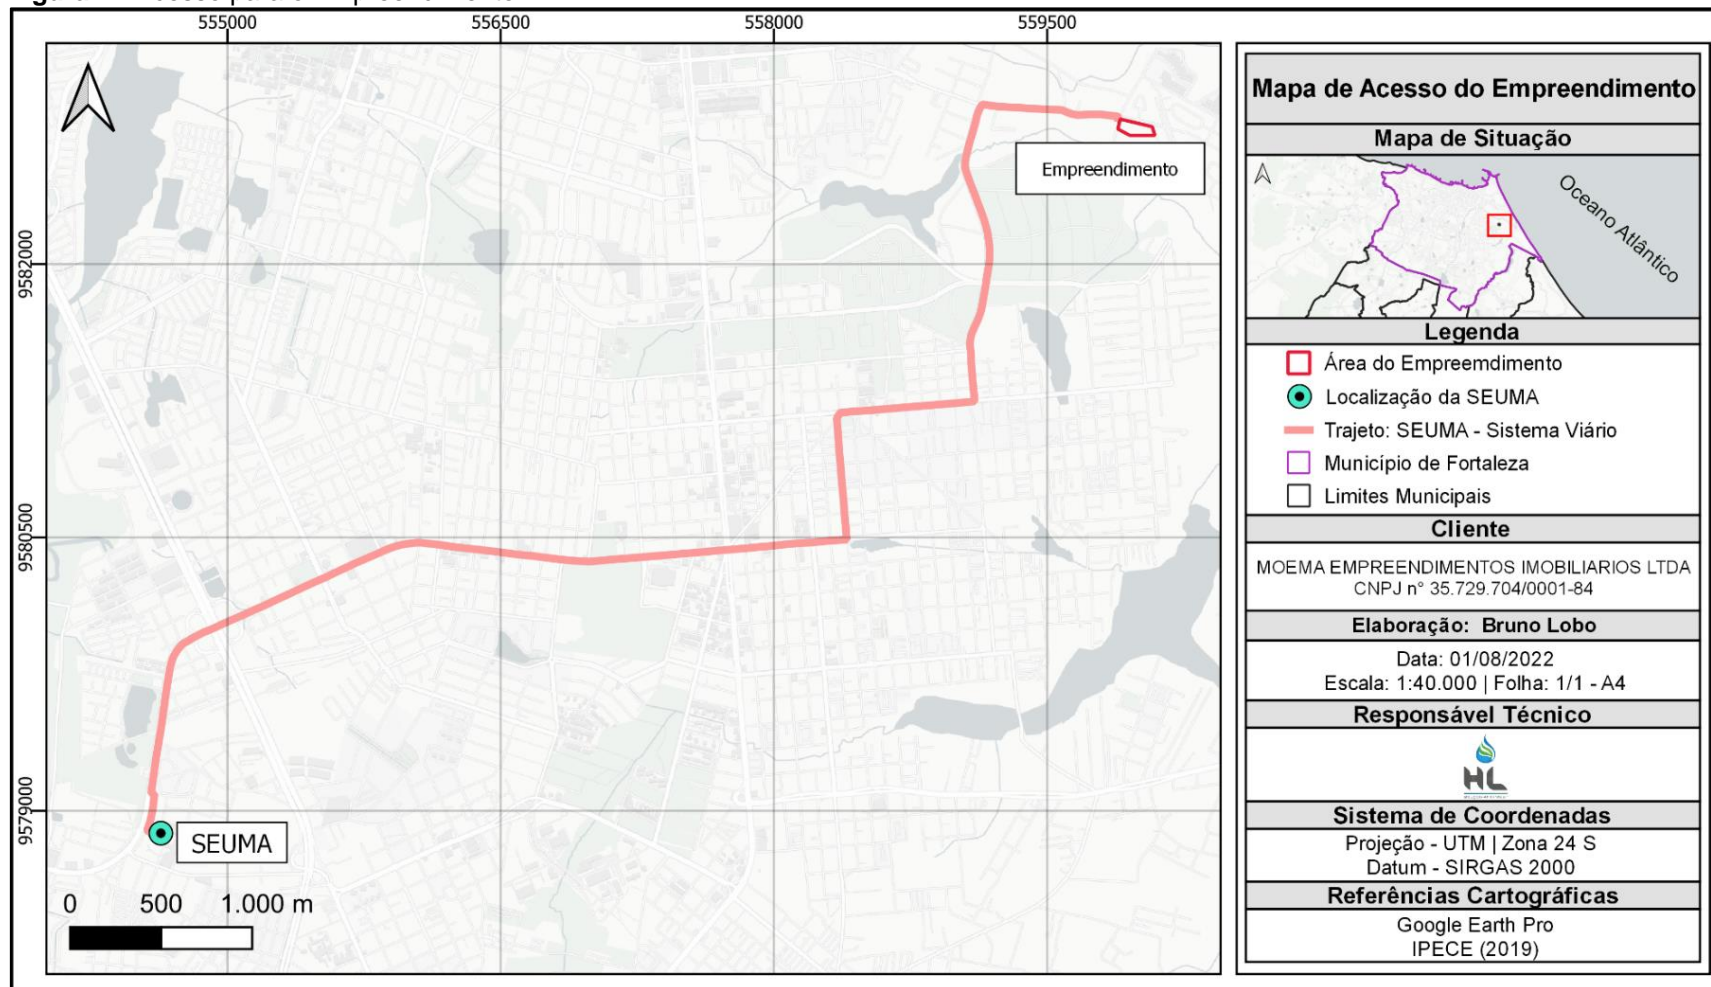 555000
556500
558000
559500
9582000
9580500
9579000
Empreendimento
SEUMA
0 500 1.000 m
Mapa de Acesso do Empreendimento
Mapa de Situação
Oceano Atlântico
Legenda
Área do Empreemdimento
Localização da SEUMA
Trajeto: SEUMA - Sistema Viário
Município de Fortaleza
Limites Municipais
Cliente
MOEMA EMPREENDIMENTOS IMOBILIARIOS LTDA
CNPJ n° 35.729.704/0001-84
Elaboração: Bruno Lobo
Data: 01/08/2022
Escala: 1:40.000 | Folha: 1/1 - A4
Responsável Técnico
HL
Sistema de Coordenadas
Projeção - UTM | Zona 24 S
Datum - SIRGAS 2000
Referências Cartográficas
Google Earth Pro
IPECE (2019)